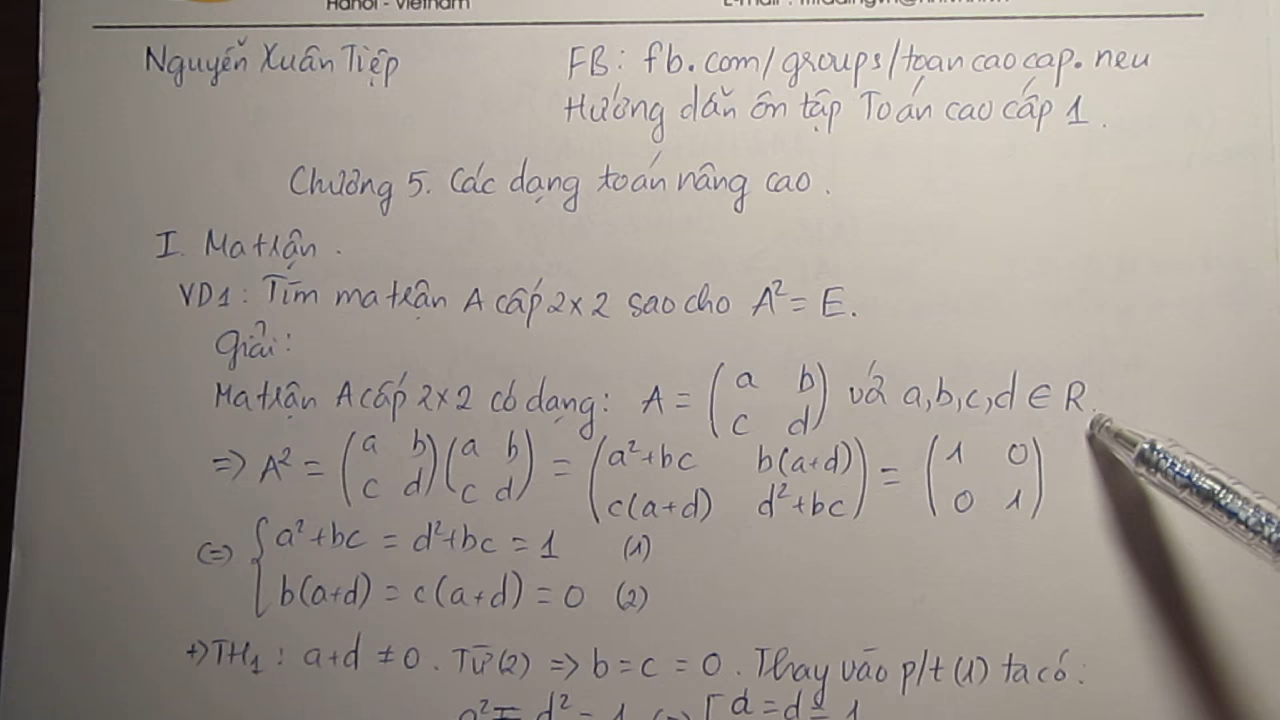 Hanoi - Vietnam
Nguyễn Xuân Tiệp
FB: fb.com/groups/toancaocap.neu
Hướng dẫn ôn tập Toán cao cấp 1.
Chương 5. Các dạng toán nâng cao.
I. Ma trận.
VD1: Tìm ma trận A cấp 2×2 sao cho A² = E.
Giải:
Ma trận A cấp 2×2 có dạng: A = (a b; c d) với a,b,c,d ∈ R.
=> A² = (a b; c d)(a b; c d) = (a²+bc b(a+d); c(a+d) d²+bc) = (1 0; 0 1)
(=) { a²+bc = d²+bc = 1 (1)
b(a+d) = c(a+d) = 0 (2)
+) TH1: a+d ≠ 0. Từ (2) => b = c = 0. Thay vào p/t (1) ta có: